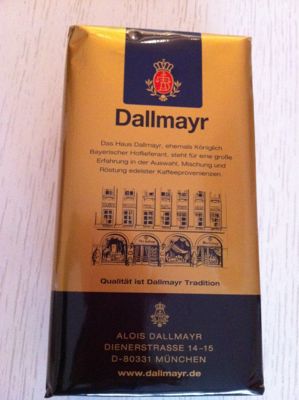 Dallmayr
Das Haus Dallmayr, ehemals Königlich
Bayerischer Hoflieferant, steht für eine große
Erfahrung in der Auswahl, Mischung und
Röstung edelster Kaffeeprovenienzen.
Qualität ist Dallmayr Tradition
ALOIS DALLMAYR
DIENERSTRASSE 14–15
D-80331 MÜNCHEN
www.dallmayr.de